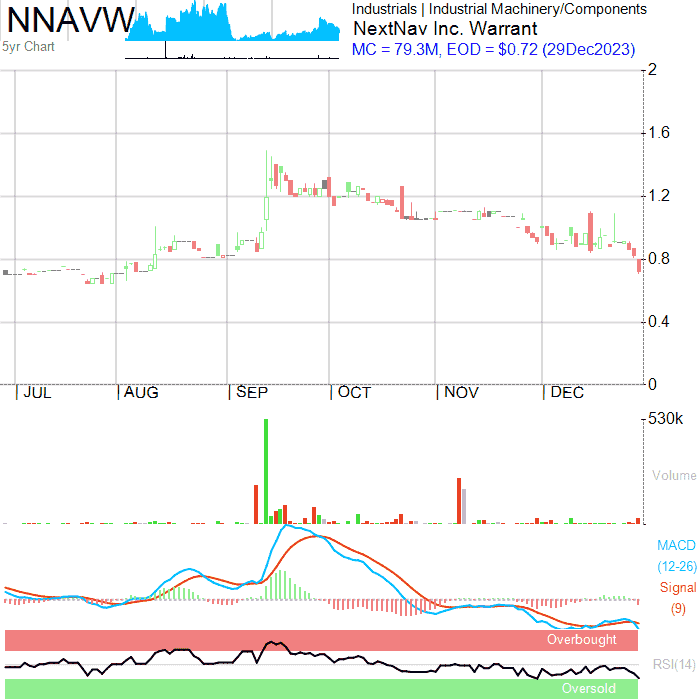 NNAVW
5yr Chart
Industrials | Industrial Machinery/Components
NextNav Inc. Warrant
MC = 79.3M, EOD = $0.72 (29Dec2023)
2
1.6
1.2
0.8
0.4
0
| JUL | AUG | SEP | OCT | NOV | DEC
530k
Volume
MACD
(12-26)
Signal
(9)
Overbought
RSI(14)
Oversold